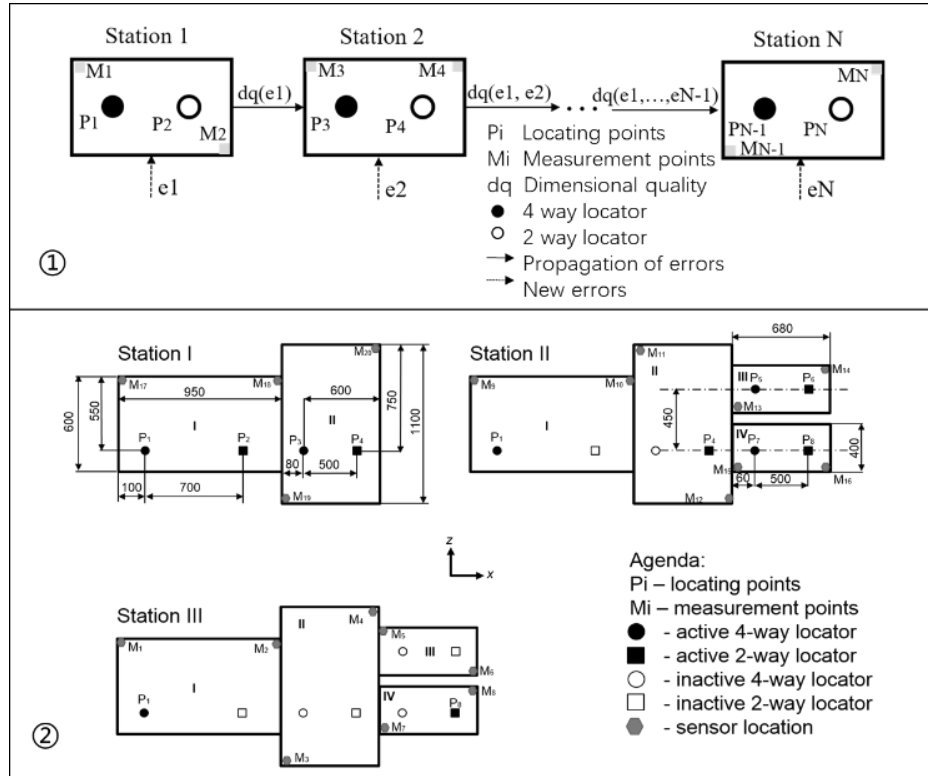 Station 1
Station 2
Station N
M1
M3
M4
MN
dq(e1)
dq(e1, e2)
dq(e1,…,eN-1)
P1
P2
M2
P3
P4
PN-1
PN
MN-1
e1
e2
eN
Pi Locating points
Mi Measurement points
dq Dimensional quality
4 way locator
2 way locator
Propagation of errors
New errors
①
Station I
M17
M18
M20
950
600
550
600
750
1100
I
II
P1
P2
P3
P4
80
500
100
700
M19
Station II
680
M9
M10
M11
II
III
P5
P6
M14
M13
450
I
P1
P4
IV
P7
P8
400
M15
M16
M12
60
500
z
x
Station III
M1
M2
II
M4
M5
III
M6
I
P1
IV
P8
M8
M7
M3
Agenda:
Pi – locating points
Mi – measurement points
- active 4-way locator
- active 2-way locator
- inactive 4-way locator
- inactive 2-way locator
- sensor location
②